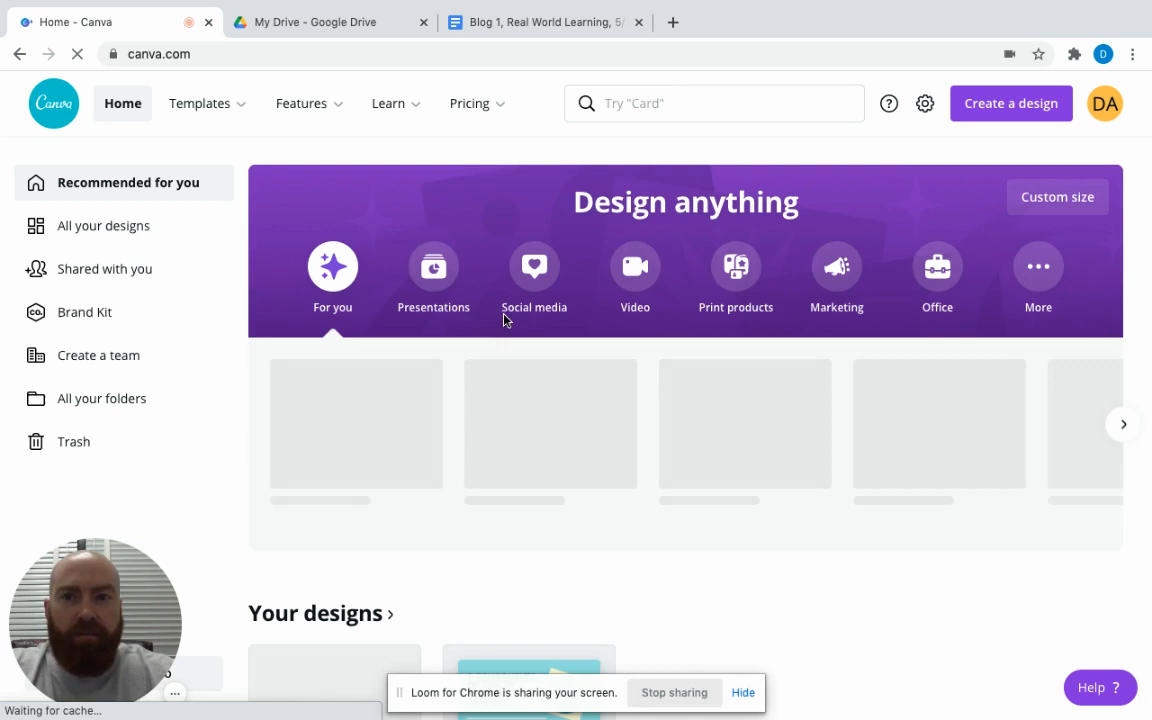 Home - Canva
My Drive - Google Drive
Blog 1, Real World Learning, 5/
canva.com
D
Canva
Home
Templates
Features
Learn
Pricing
Try "Card"
Create a design
DA
Recommended for you
All your designs
Shared with you
Brand Kit
Create a team
All your folders
Trash
Design anything
Custom size
For you
Presentations
Social media
Video
Print products
Marketing
Office
More
Your designs
Loom for Chrome is sharing your screen.
Stop sharing
Hide
Help ?
Waiting for cache...